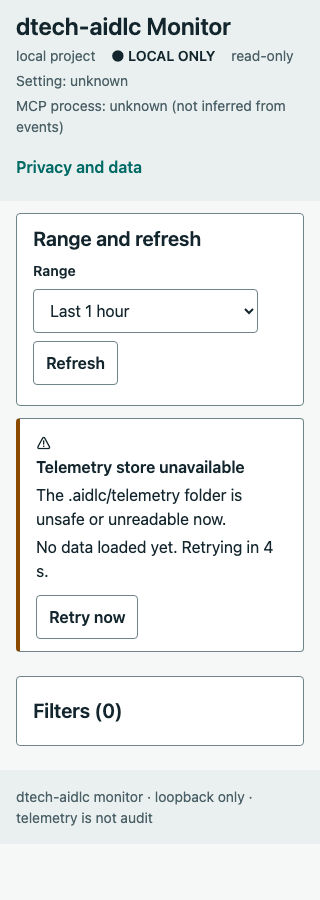 dtech-aidlc Monitor
local project ● LOCAL ONLY read-only
Setting: unknown
MCP process: unknown (not inferred from
events)
Privacy and data
Range and refresh
Range
Last 1 hour
Refresh
Telemetry store unavailable
The .aidlc/telemetry folder is
unsafe or unreadable now.
No data loaded yet. Retrying in 4
s.
Retry now
Filters (0)
dtech-aidlc monitor · loopback only ·
telemetry is not audit